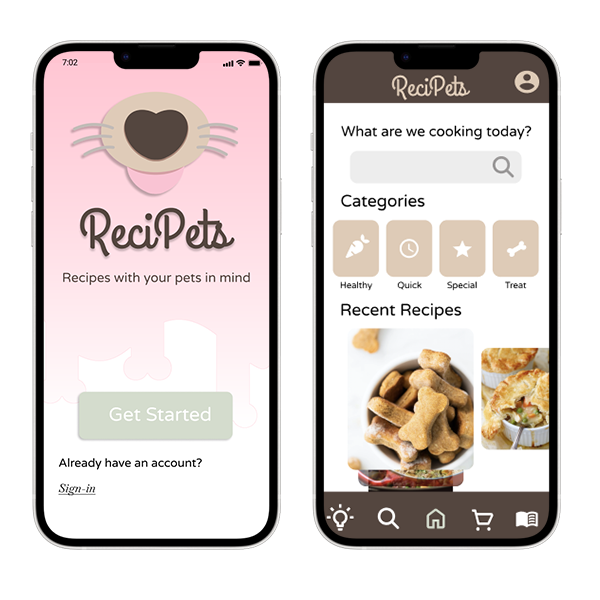 7:02
ReciPets
Recipes with your pets in mind
Get Started
Already have an account?
Sign-in
ReciPets
What are we cooking today?
Categories
Healthy Quick Special Treat
Recent Recipes